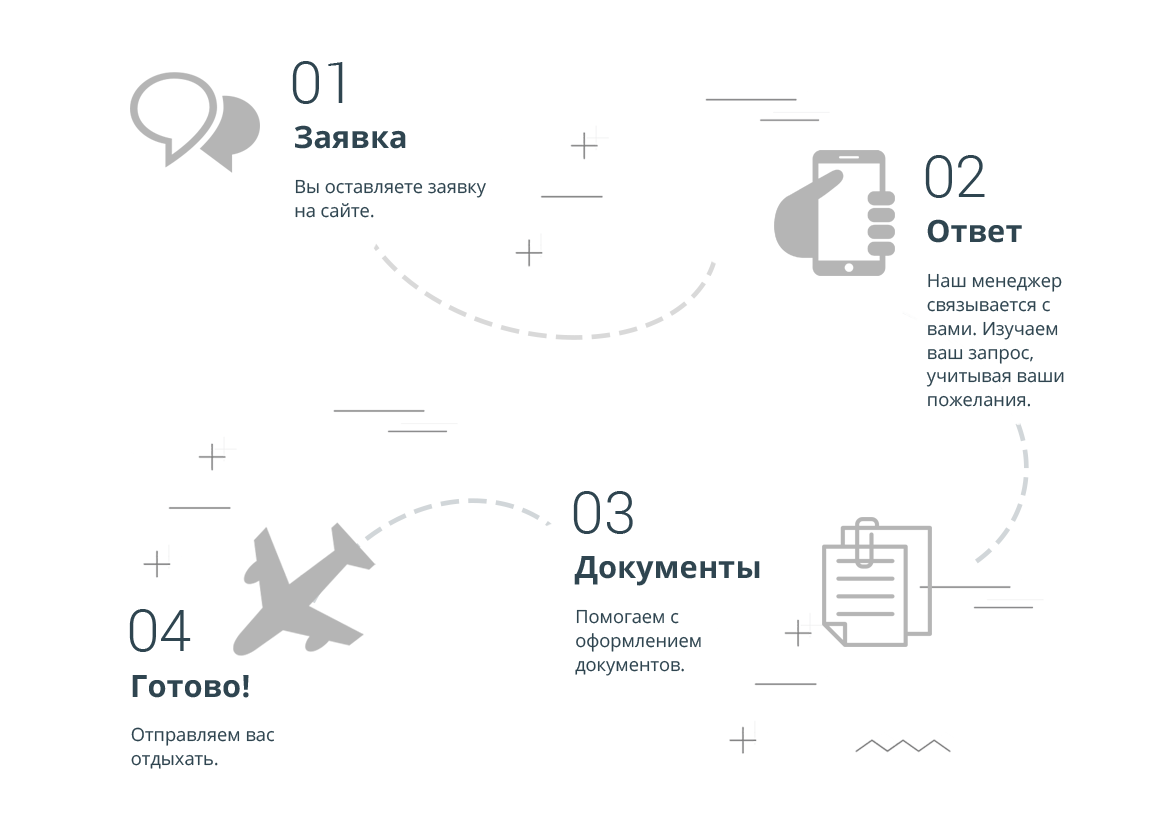 01
Заявка
Вы оставляете заявку
на сайте.
02
Ответ
Наш менеджер
связывается с
вами. Изучаем
ваш запрос,
учитывая ваши
пожелания.
03
Документы
Помогаем с
оформлением
документов.
04
Готово!
Отправляем вас
отдыхать.